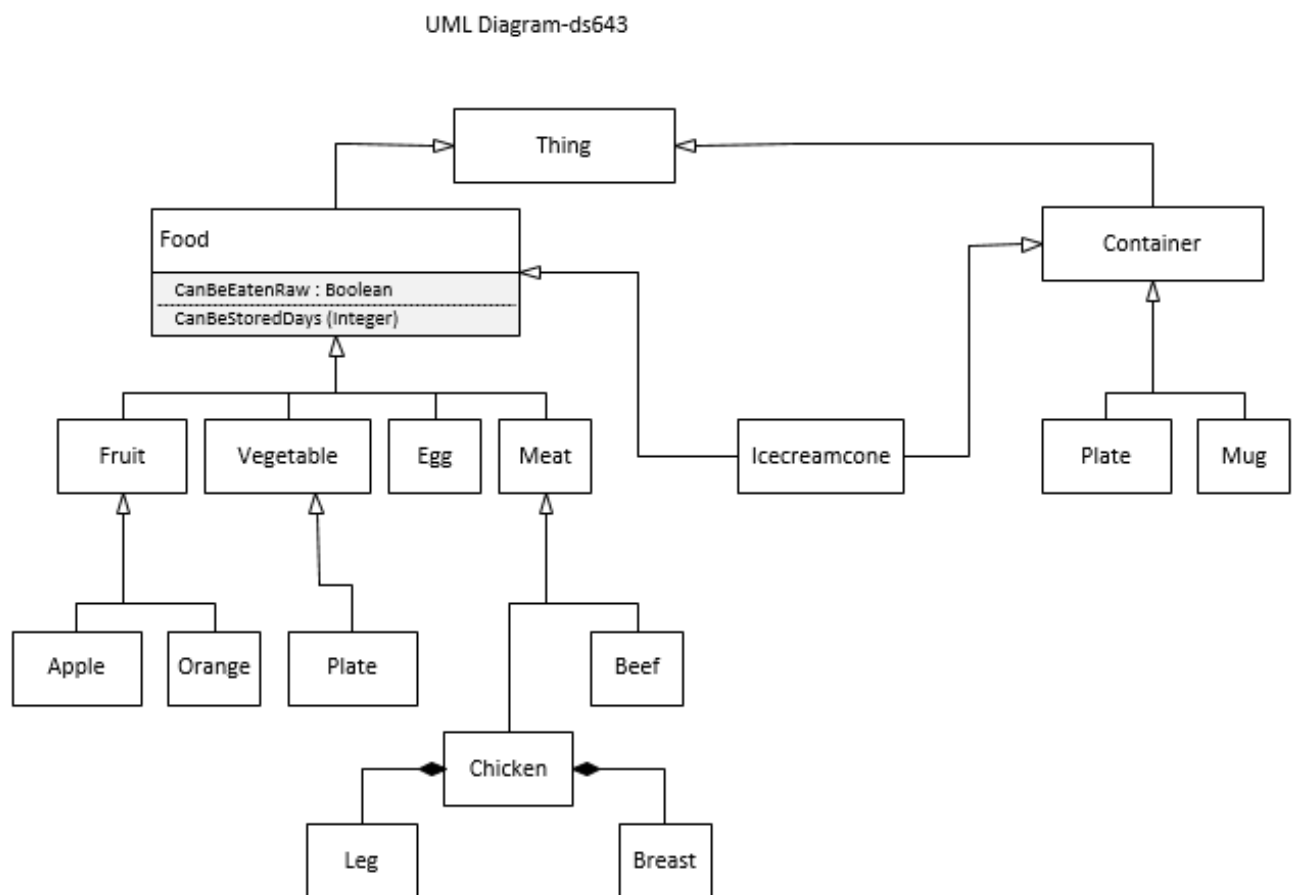 UML Diagram-ds643
Thing
Food
CanBeEatenRaw : Boolean
CanBeStoredDays (Integer)
Container
Fruit
Vegetable
Egg
Meat
Icecreamcone
Plate
Mug
Apple
Orange
Plate
Beef
Chicken
Leg
Breast